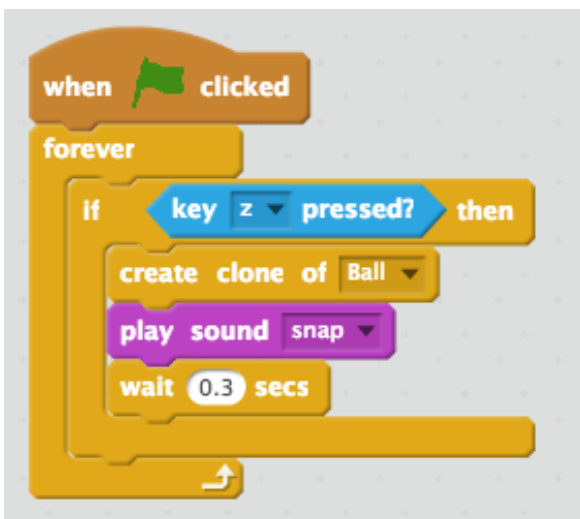 when clicked
forever
if key z pressed? then
create clone of Ball
play sound snap
wait 0.3 secs